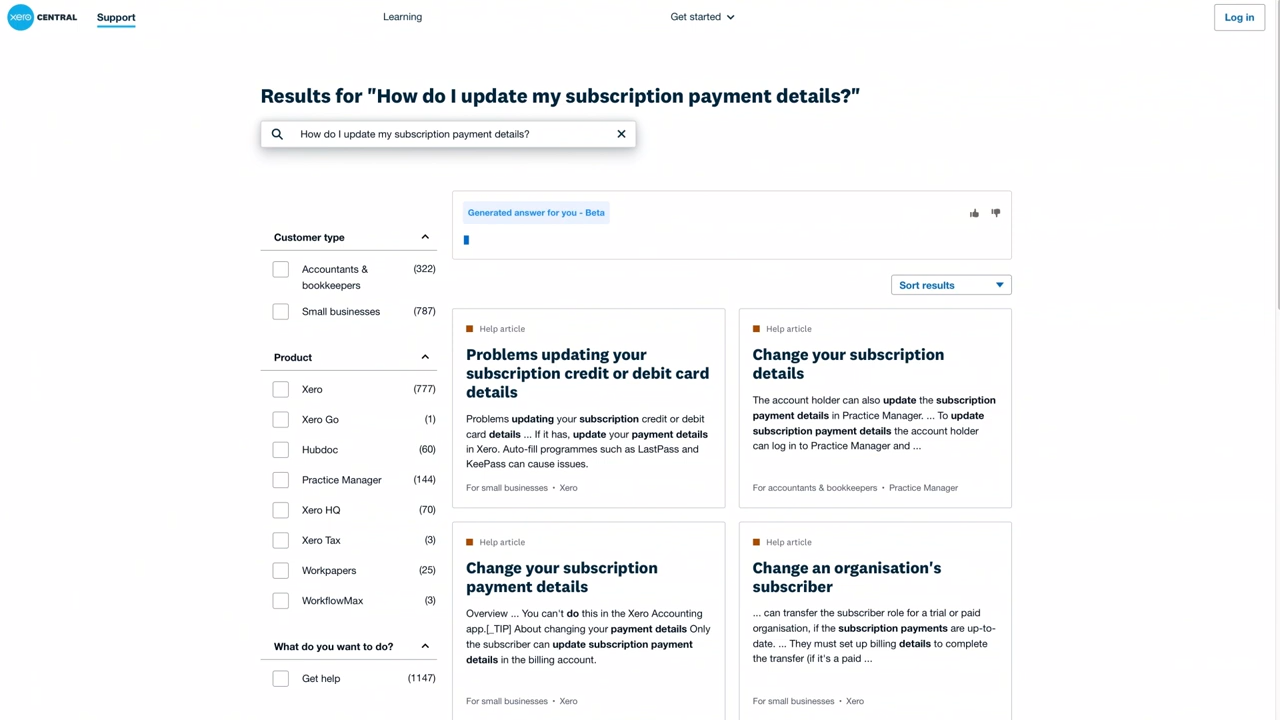 xero CENTRAL
Support
Learning
Get started
Log in
Results for "How do I update my subscription payment details?"
How do I update my subscription payment details?
Customer type
Accountants & (322)
bookkeepers
Small businesses (787)
Product
Xero (777)
Xero Go (1)
Hubdoc (60)
Practice Manager (144)
Xero HQ (70)
Xero Tax (3)
Workpapers (25)
WorkflowMax (3)
What do you want to do?
Get help (1147)
Generated answer for you - Beta
Sort results
Help article
Problems updating your
subscription credit or debit card
details
Problems updating your subscription credit or debit
card details ... If it has, update your payment details
in Xero. Auto-fill programmes such as LastPass and
KeePass can cause issues.
For small businesses • Xero
Help article
Change your subscription
details
The account holder can also update the subscription
payment details in Practice Manager. ... To update
subscription payment details the account holder
can log in to Practice Manager and ...
For accountants & bookkeepers • Practice Manager
Help article
Change your subscription
payment details
Overview ... You can't do this in the Xero Accounting
app.[_TIP] About changing your payment details Only
the subscriber can update subscription payment
details in the billing account.
For small businesses • Xero
Help article
Change an organisation's
subscriber
... can transfer the subscriber role for a trial or paid
organisation, if the subscription payments are up-to-
date. ... They must set up billing details to complete
the transfer (if it's a paid ...
For small businesses • Xero